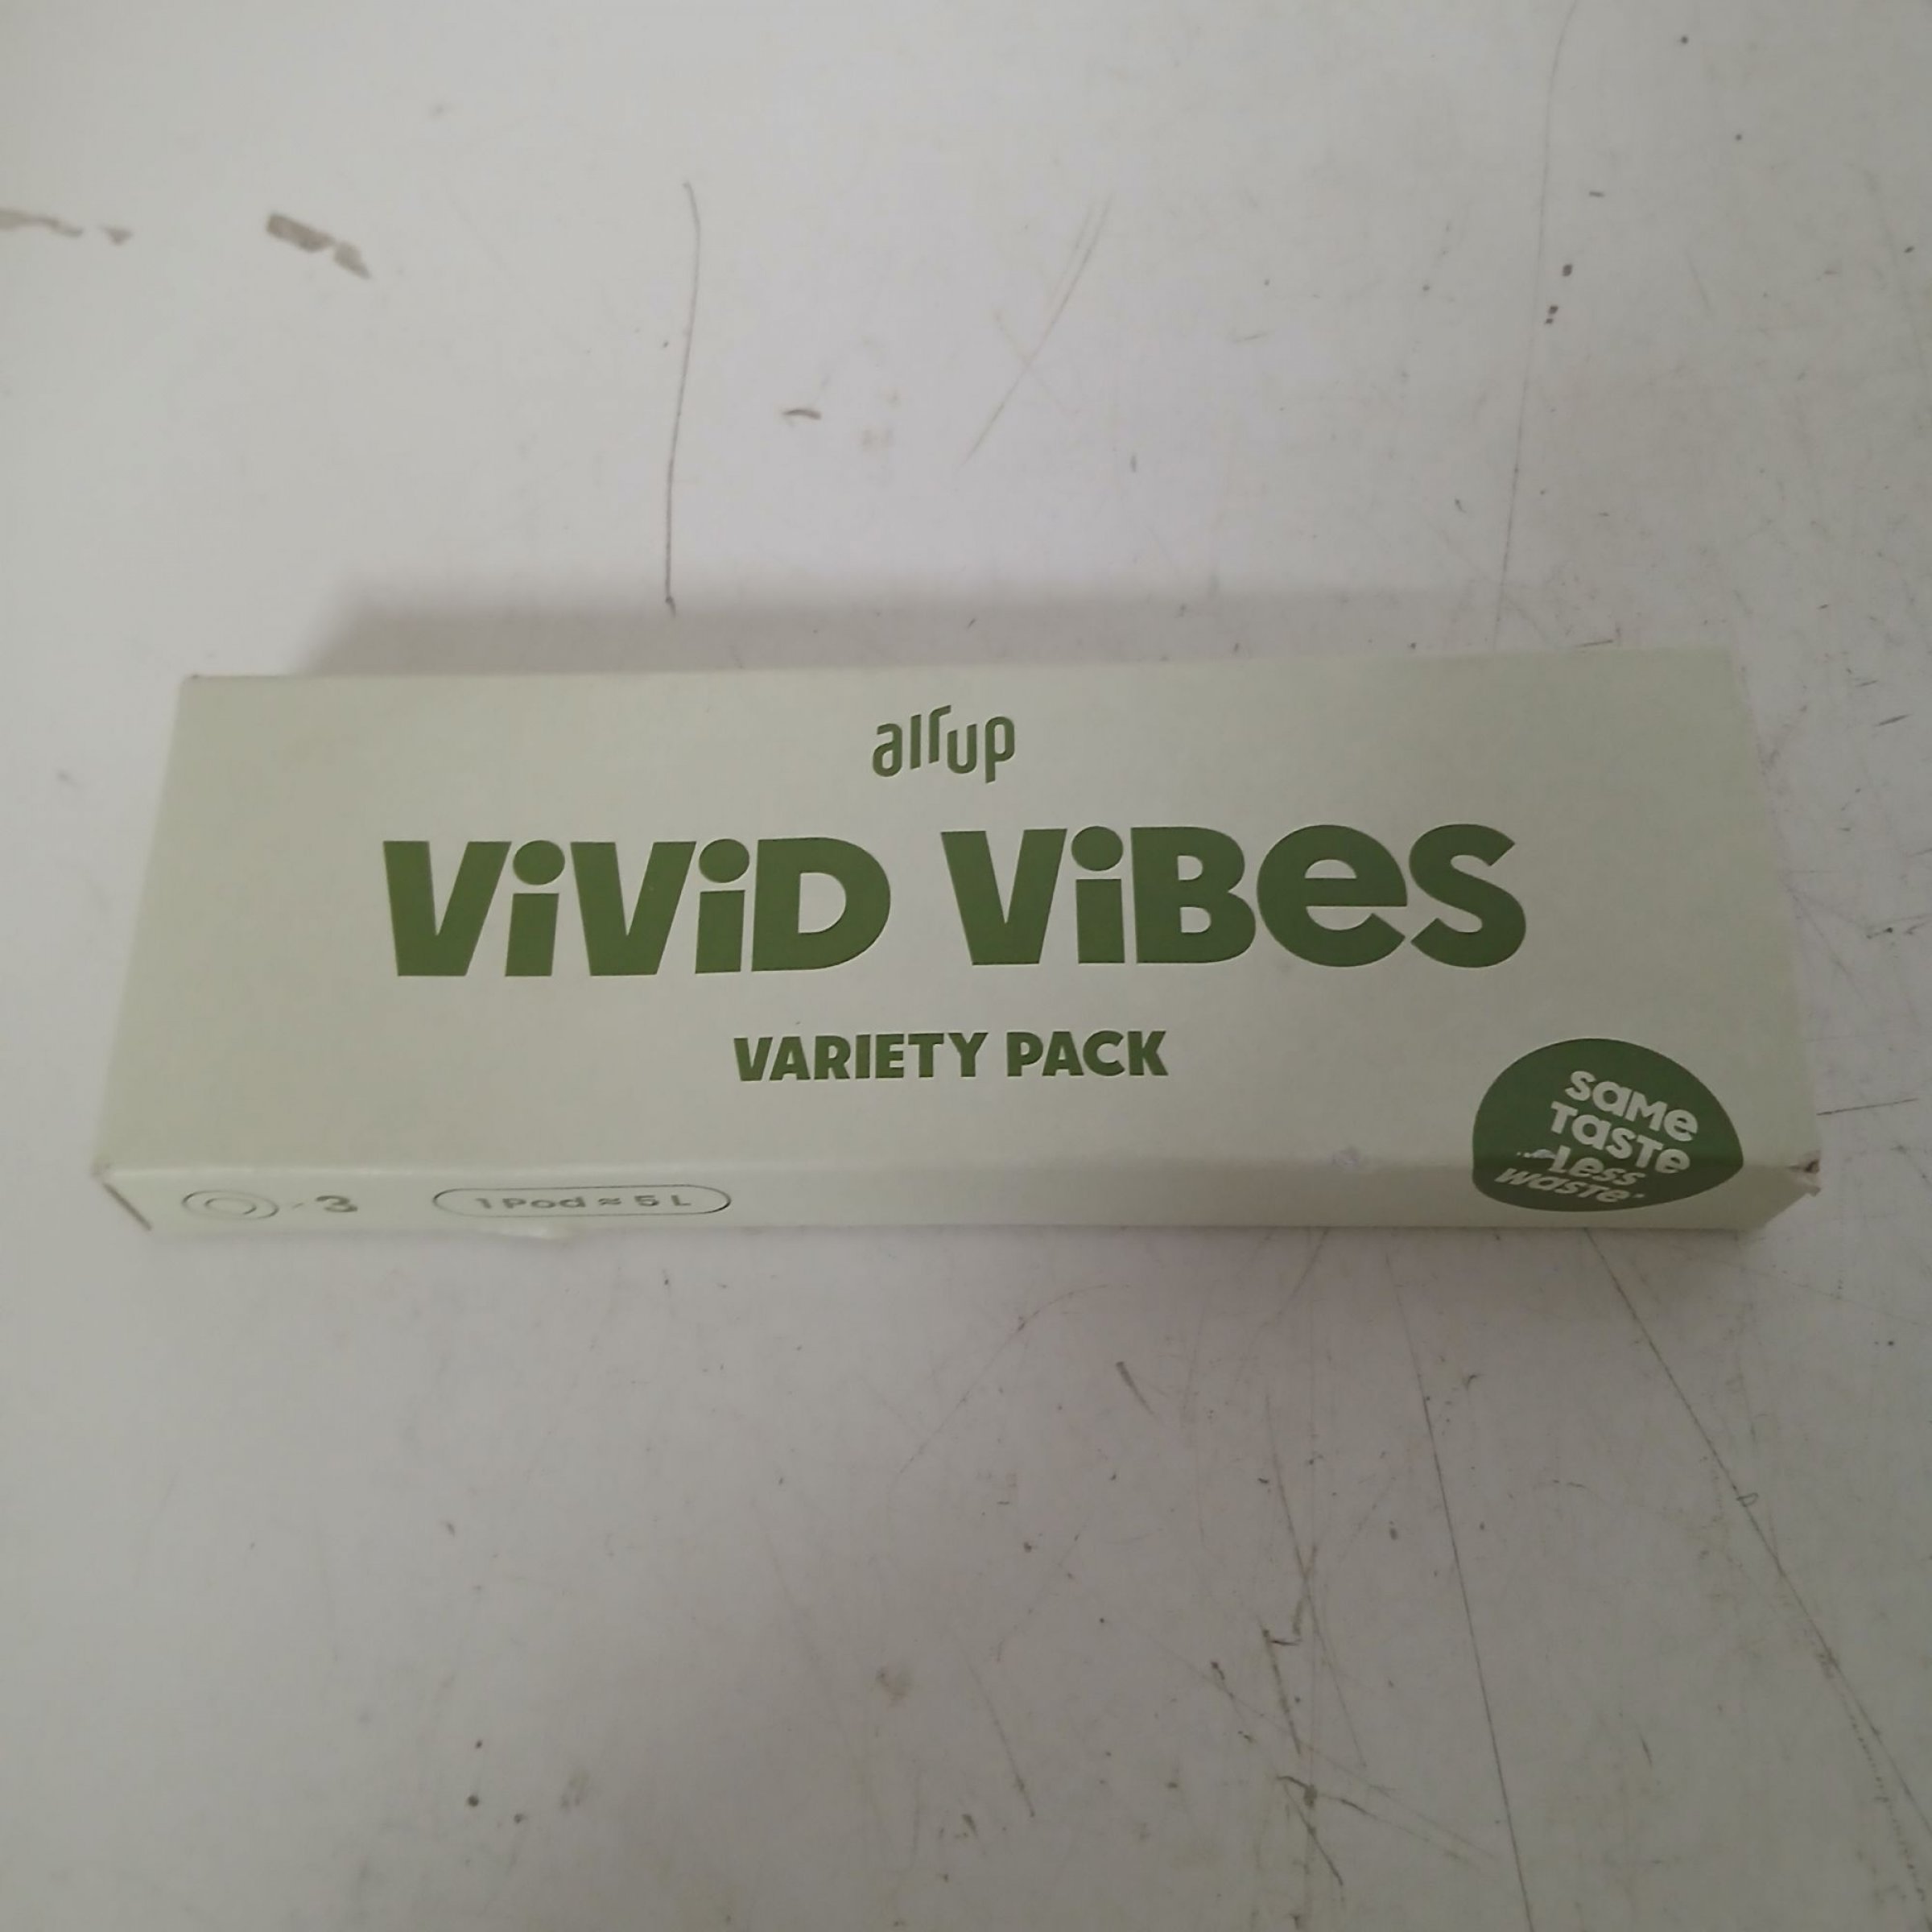 airup
ViViD ViBes
VARIETY PACK
saMe
Taste
Less
waste
× 3
1 Pod ≈ 5 L